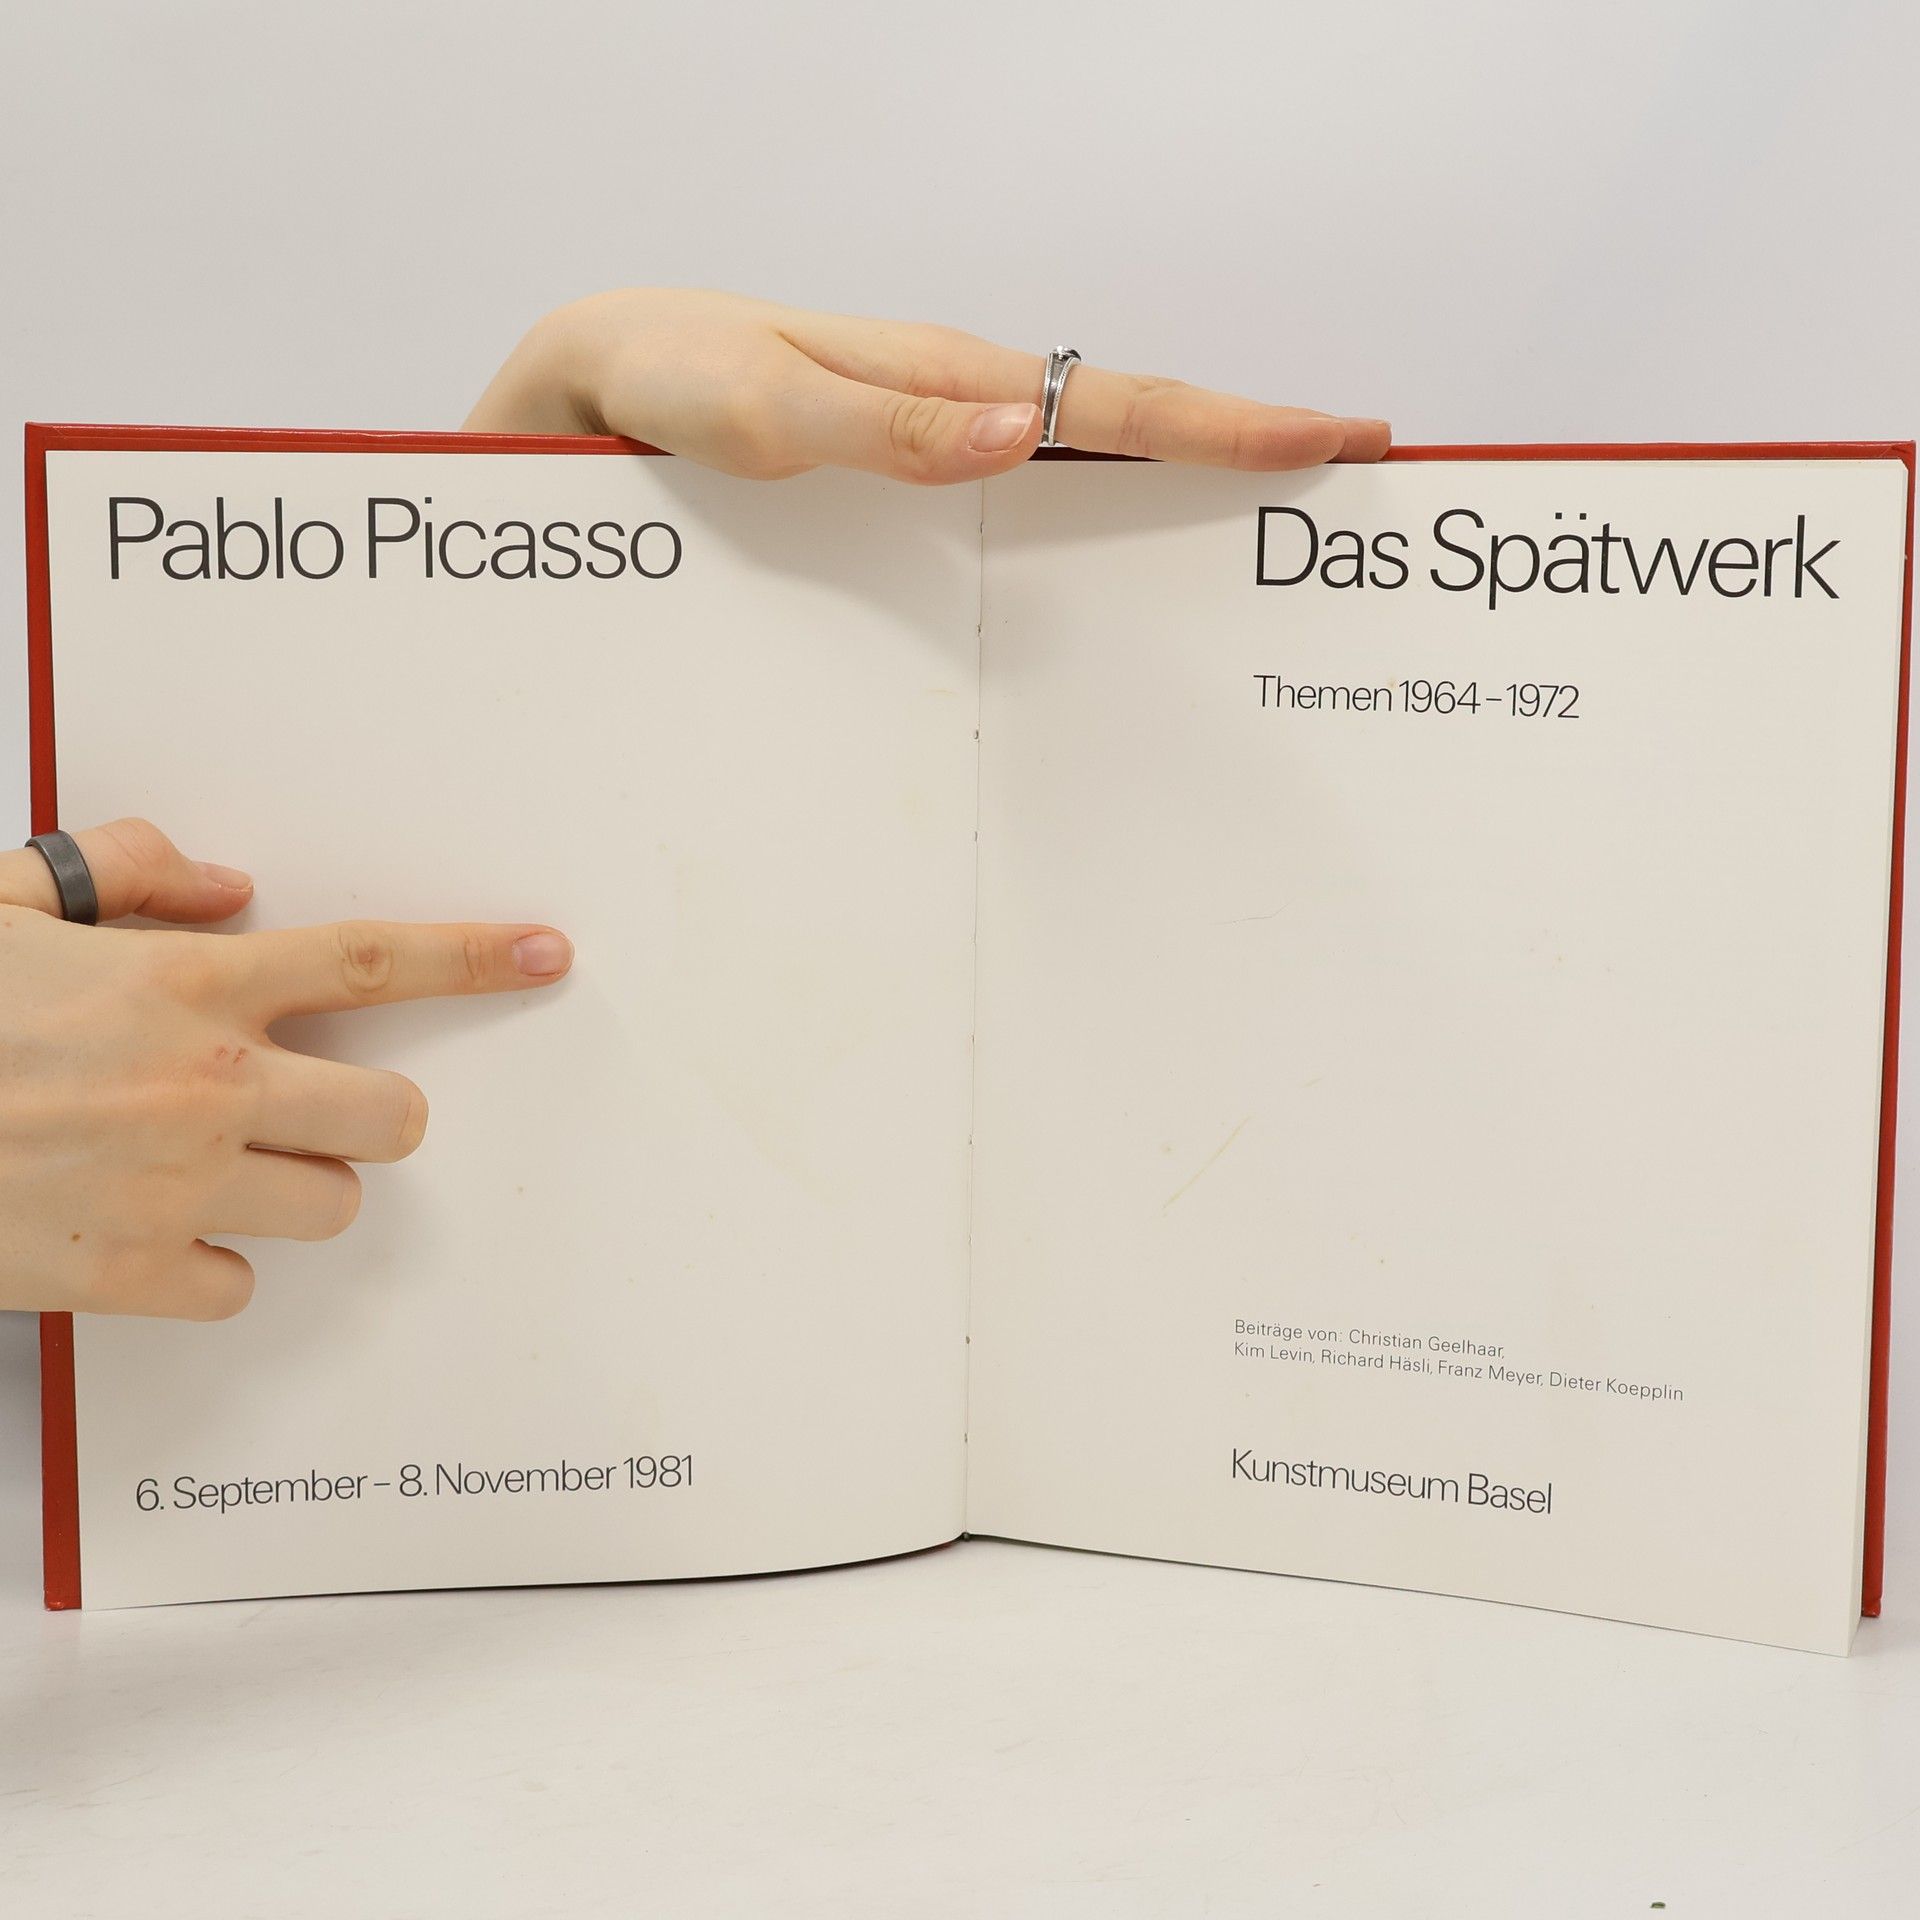 Pablo Picasso
6. September – 8. November 1981
Das Spätwerk
Themen 1964–1972
Beiträge von: Christian Geelhaar,
Kim Levin, Richard Häsli, Franz Meyer, Dieter Koepplin
Kunstmuseum Basel